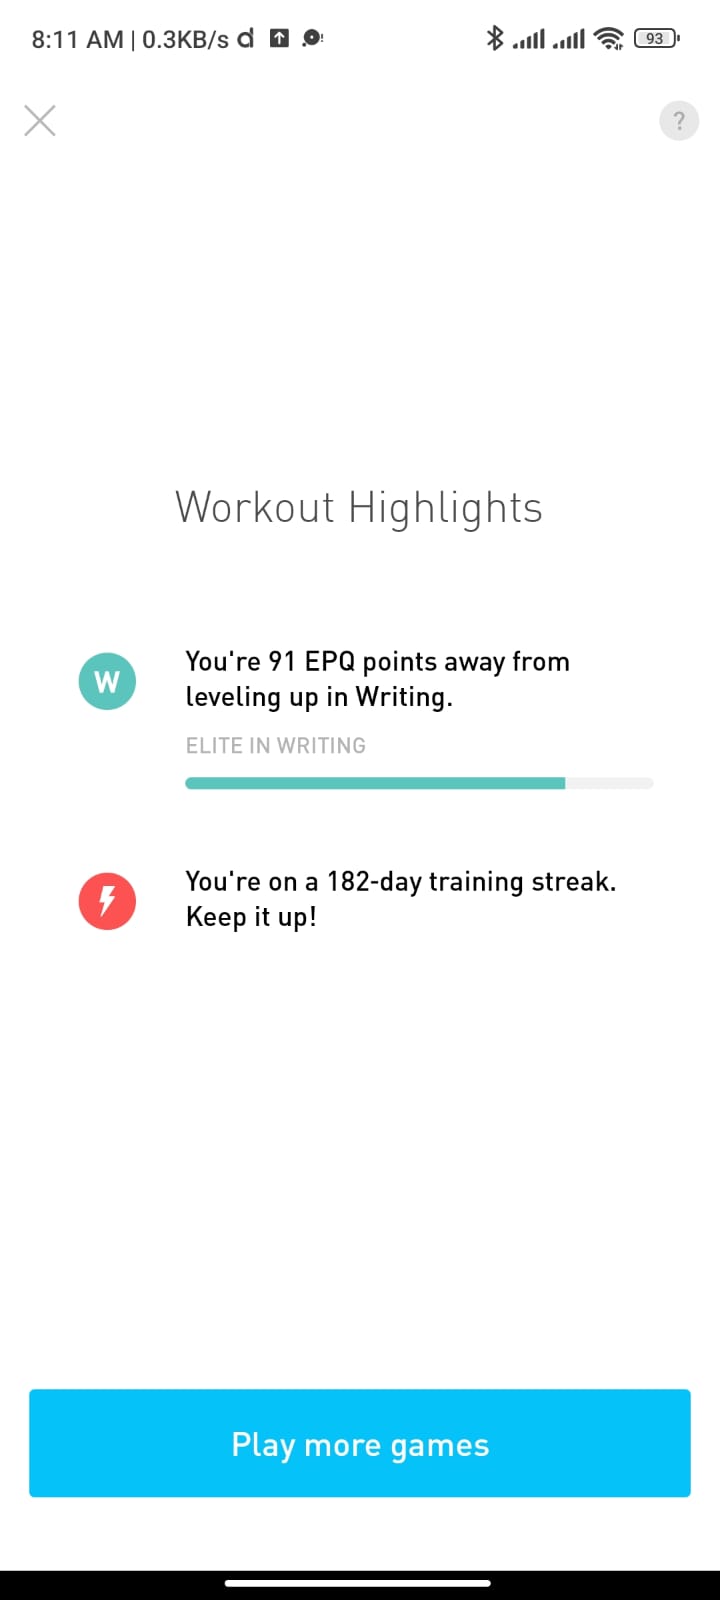 8:11 AM | 0.3KB/s d
93
?
Workout Highlights
W
You're 91 EPQ points away from
leveling up in Writing.
ELITE IN WRITING
You're on a 182-day training streak.
Keep it up!
Play more games